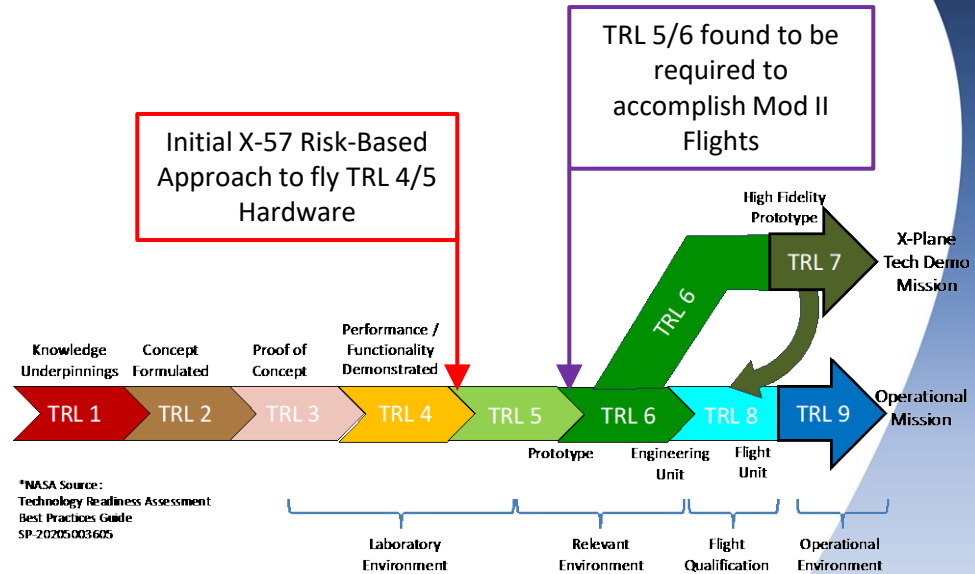 TRL 5/6 found to be
required to
accomplish Mod II
Flights
Initial X-57 Risk-Based
Approach to fly TRL 4/5
Hardware
High Fidelity
Prototype
TRL 7
X-Plane
Tech Demo
Mission
TRL 6
Knowledge
Underpinnings
Concept
Formulated
Proof of
Concept
Performance /
Functionality
Demonstrated
TRL 1
TRL 2
TRL 3
TRL 4
TRL 5
TRL 6
TRL 8
TRL 9
Operational
Mission
Prototype
Engineering
Unit
Flight
Unit
*NASA Source:
Technology Readiness Assessment
Best Practices Guide
SP-20205003605
Laboratory
Environment
Relevant
Environment
Flight
Qualification
Operational
Environment